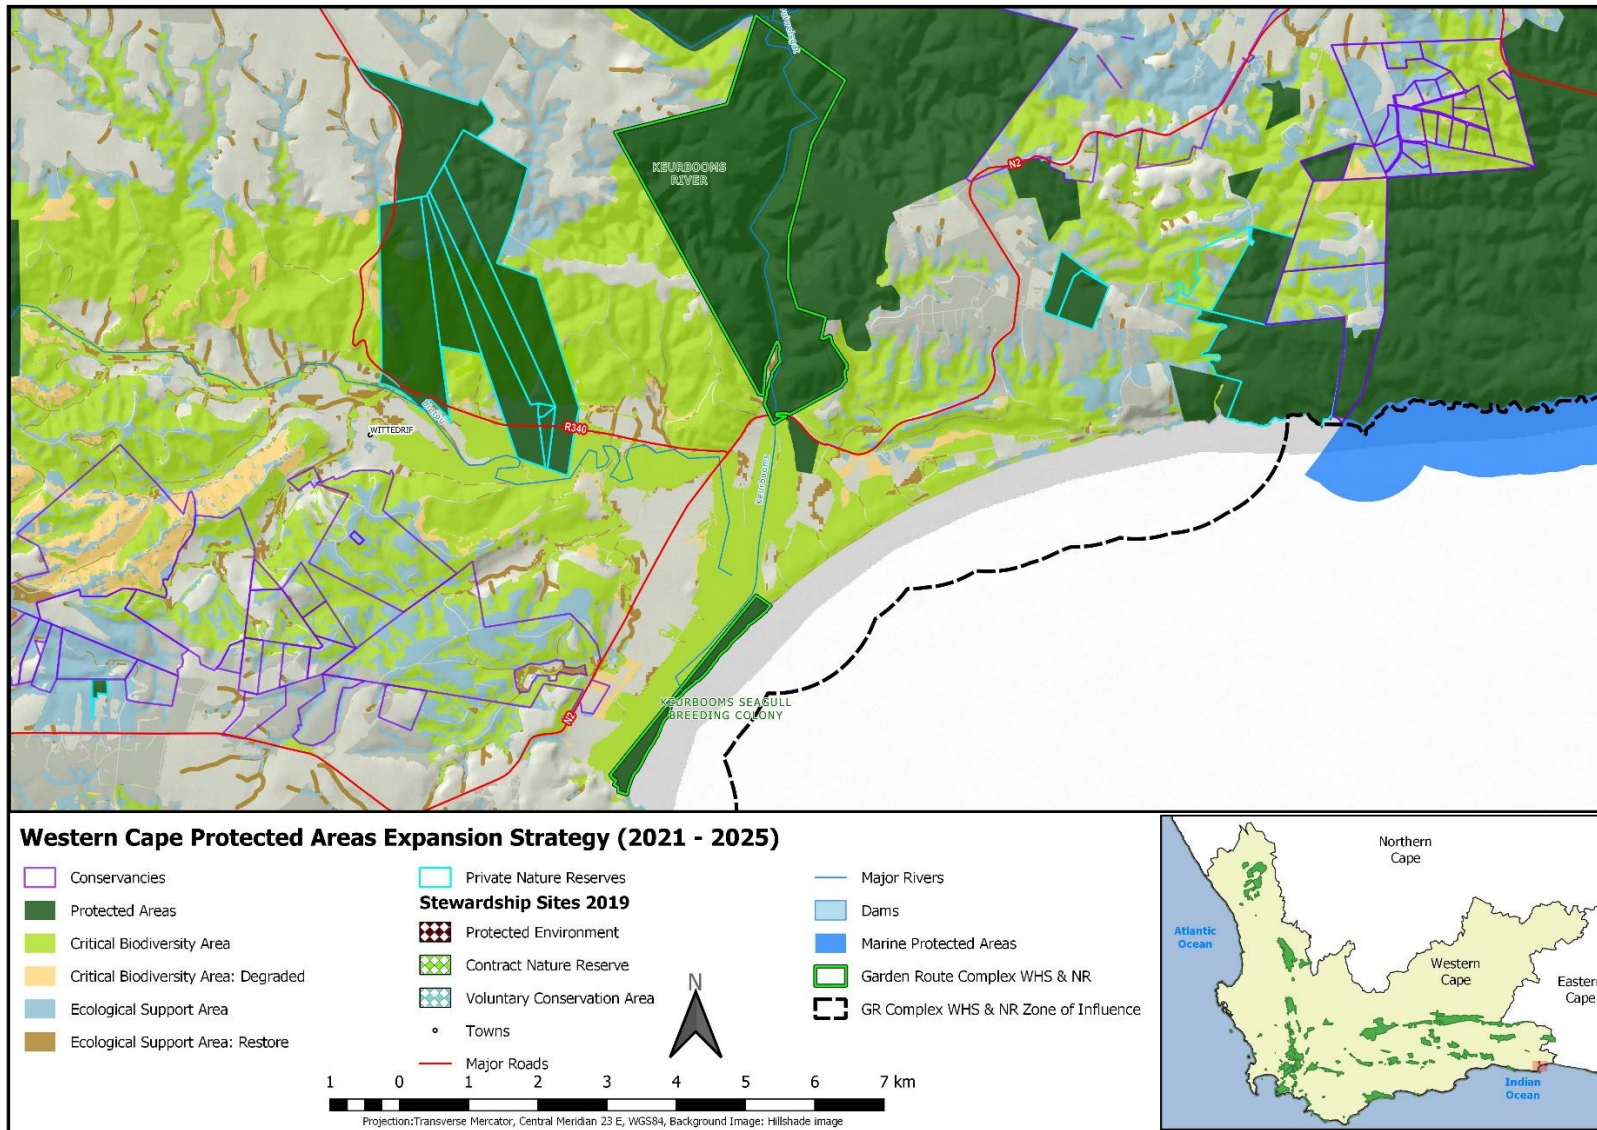 KEURBOOMS
RIVER
N2
WITTEDRIF
R340
Keurbooms
KEURBOOMS SEAGULL
BREEDING COLONY
N2
Western Cape Protected Areas Expansion Strategy (2021 - 2025)
Conservancies
Protected Areas
Critical Biodiversity Area
Critical Biodiversity Area: Degraded
Ecological Support Area
Ecological Support Area: Restore
Private Nature Reserves
Stewardship Sites 2019
Protected Environment
Contract Nature Reserve
Voluntary Conservation Area
Towns
Major Roads
Major Rivers
Dams
Marine Protected Areas
Garden Route Complex WHS & NR
GR Complex WHS & NR Zone of Influence
N
1 0 1 2 3 4 5 6 7 km
Projection:Transverse Mercator, Central Meridian 23 E, WGS84, Background Image: Hillshade image
Northern
Cape
Atlantic
Ocean
Western
Cape
Eastern
Cape
Indian
Ocean